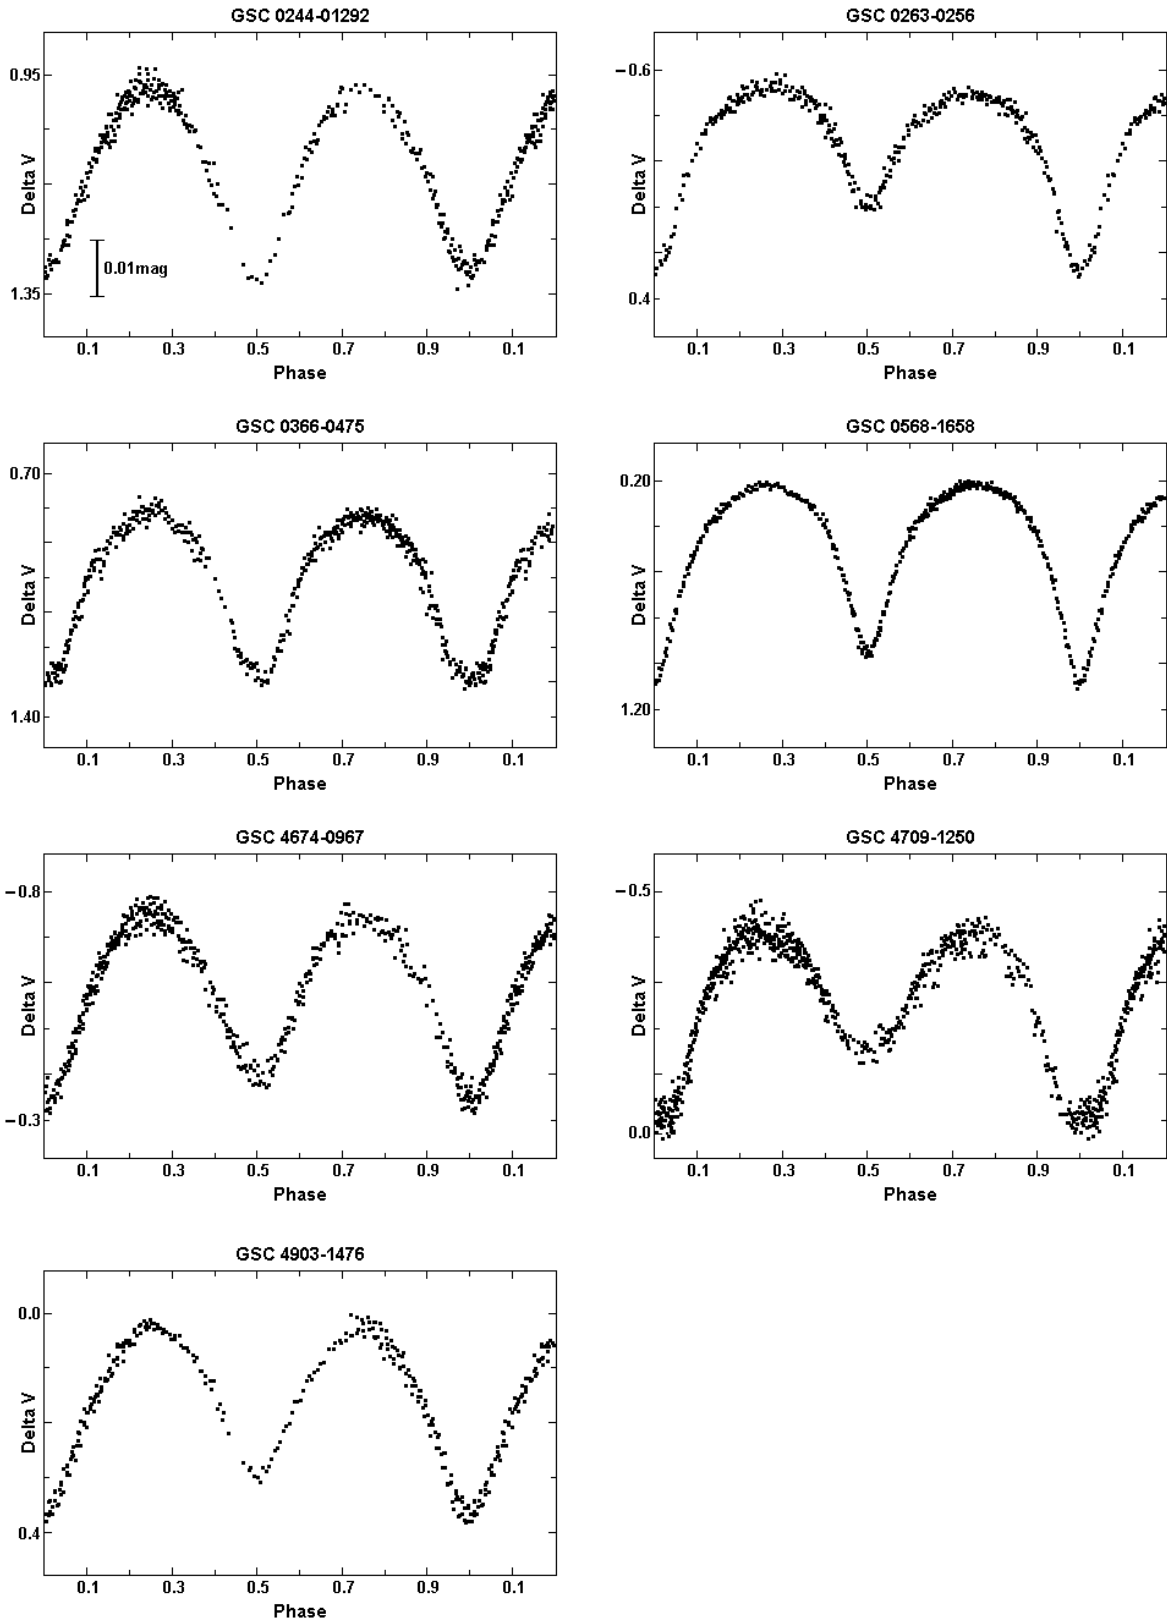 GSC 0244-01292
0.95
Delta V
0.01mag
1.35
0.1 0.3 0.5 0.7 0.9 0.1
Phase
GSC 0263-0256
−0.6
Delta V
0.4
0.1 0.3 0.5 0.7 0.9 0.1
Phase
GSC 0366-0475
0.70
Delta V
1.40
0.1 0.3 0.5 0.7 0.9 0.1
Phase
GSC 0568-1658
0.20
Delta V
1.20
0.1 0.3 0.5 0.7 0.9 0.1
Phase
GSC 4674-0967
−0.8
Delta V
−0.3
0.1 0.3 0.5 0.7 0.9 0.1
Phase
GSC 4709-1250
−0.5
Delta V
0.0
0.1 0.3 0.5 0.7 0.9 0.1
Phase
GSC 4903-1476
0.0
Delta V
0.4
0.1 0.3 0.5 0.7 0.9 0.1
Phase